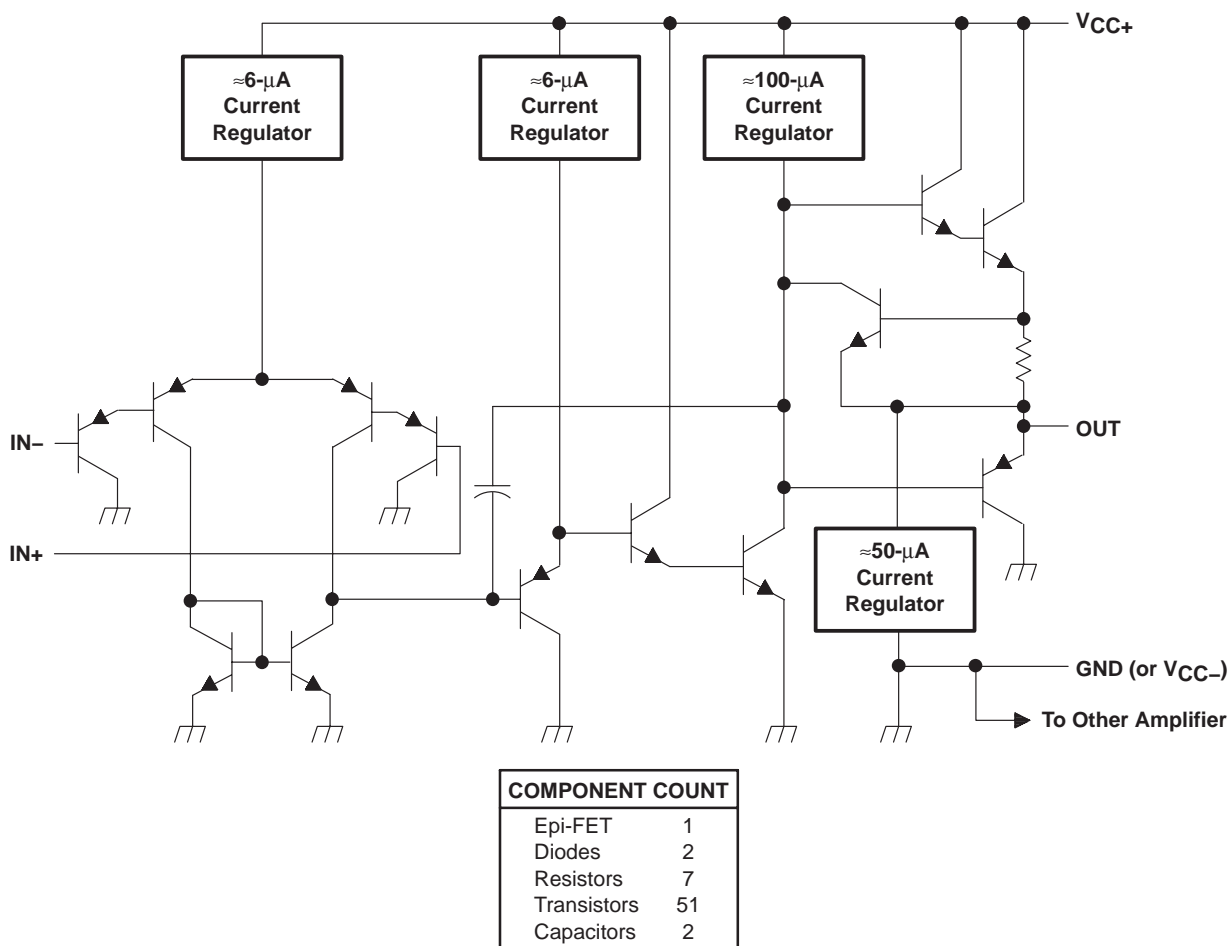 VCC+
≈6-μA
Current
Regulator
≈6-μA
Current
Regulator
≈100-μA
Current
Regulator
IN−
OUT
IN+
≈50-μA
Current
Regulator
GND (or VCC−)
To Other Amplifier
COMPONENT COUNT
Epi-FET 1
Diodes 2
Resistors 7
Transistors 51
Capacitors 2